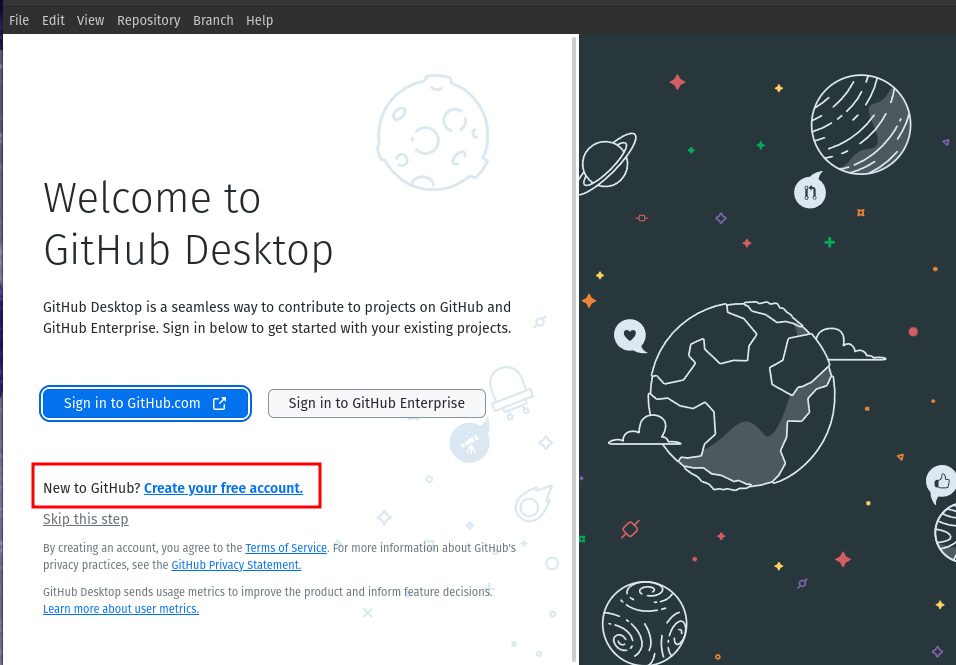 File Edit View Repository Branch Help
Welcome to
GitHub Desktop
GitHub Desktop is a seamless way to contribute to projects on GitHub and
GitHub Enterprise. Sign in below to get started with your existing projects.
Sign in to GitHub.com
Sign in to GitHub Enterprise
New to GitHub? Create your free account.
Skip this step
By creating an account, you agree to the Terms of Service. For more information about GitHub's
privacy practices, see the GitHub Privacy Statement.
GitHub Desktop sends usage metrics to improve the product and inform feature decisions.
Learn more about user metrics.